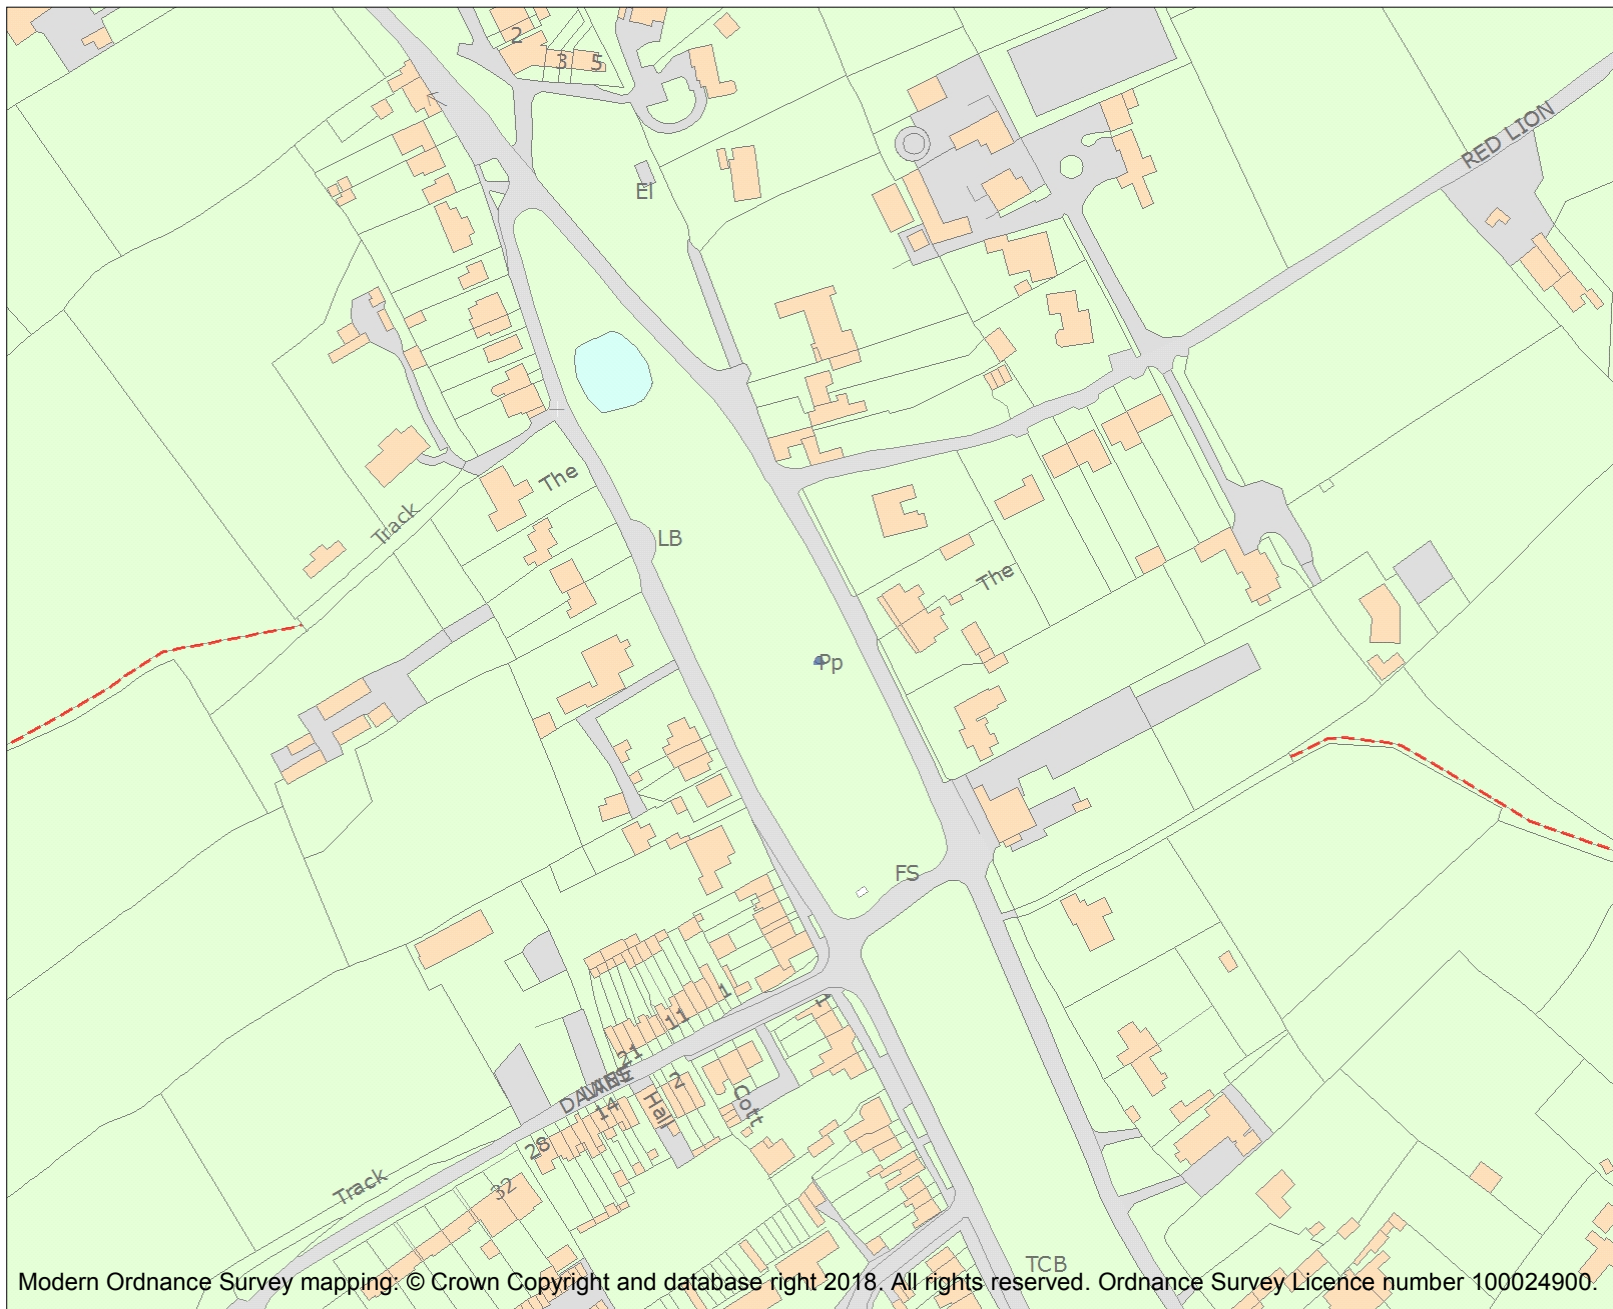 2
3
5
RED LION
El
The
LB
Track
The
Pp
FS
1
1
11
21
2
14
Hall
Cott
28
32
Track
TCB
Modern Ordnance Survey mapping: © Crown Copyright and database right 2018. All rights reserved. Ordnance Survey Licence number 100024900.